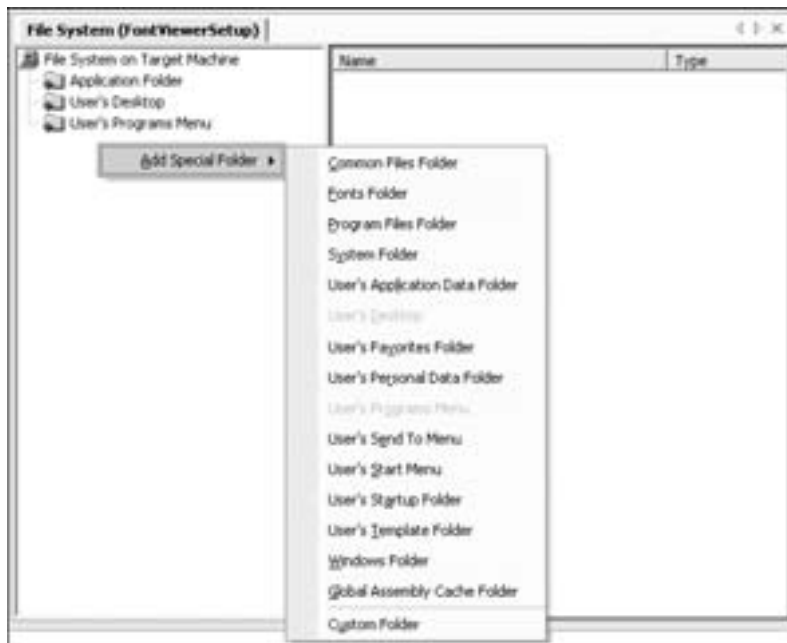 File System (FontViewerSetup)
File System on Target Machine
Application Folder
User's Desktop
User's Programs Menu
Name
Type
Add Special Folder
Common Files Folder
Fonts Folder
Program Files Folder
System Folder
User's Application Data Folder
User's Desktop
User's Favorites Folder
User's Personal Data Folder
User's Programs Menu
User's Send To Menu
User's Start Menu
User's Startup Folder
User's Template Folder
Windows Folder
Global Assembly Cache Folder
Custom Folder